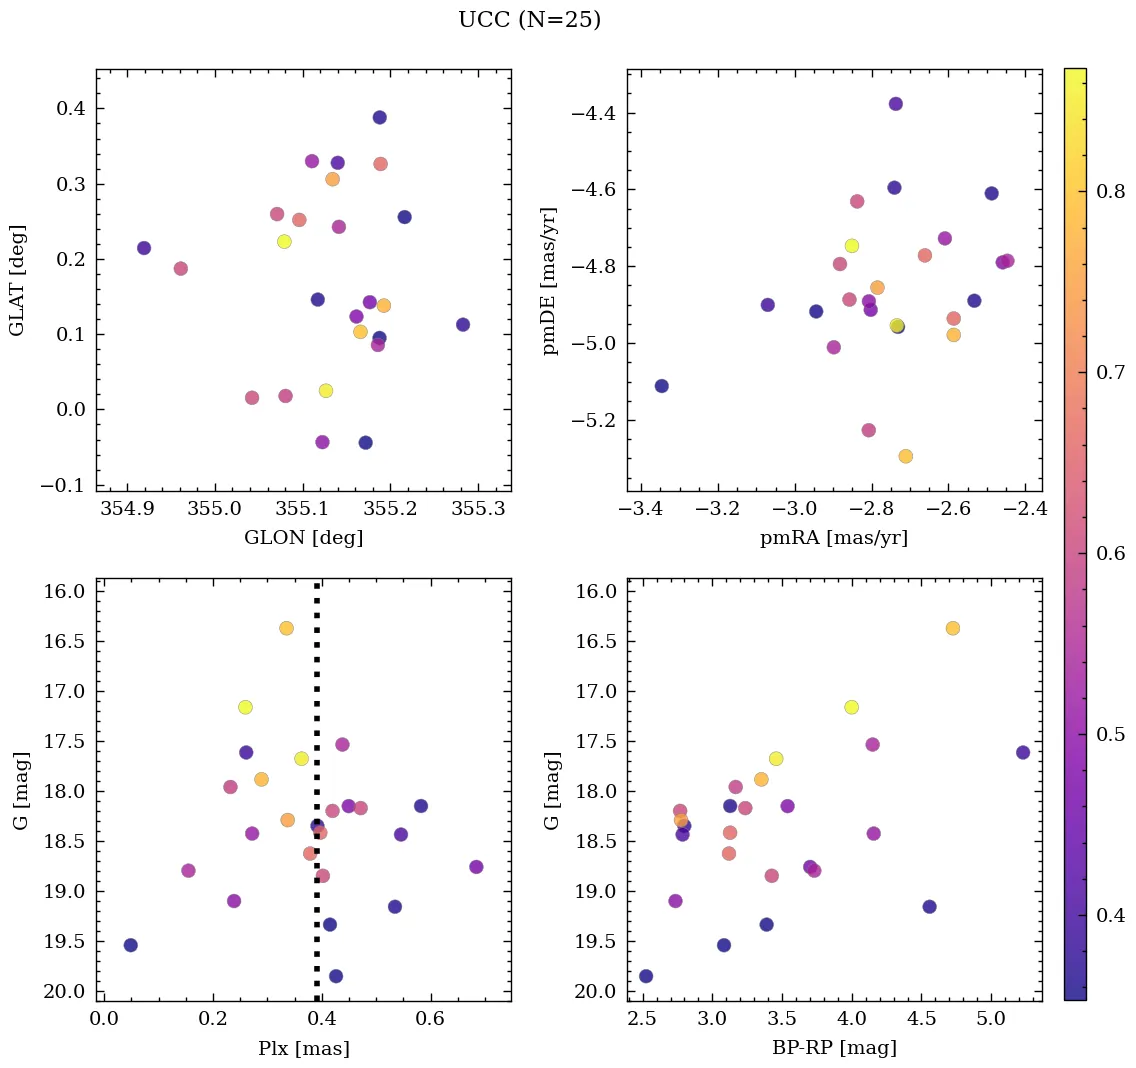 UCC (N=25)
0.4
0.3
0.2
0.1
0.0
−0.1
GLAT [deg]
354.9 355.0 355.1 355.2 355.3
GLON [deg]
−4.4
−4.6
−4.8
−5.0
−5.2
pmDE [mas/yr]
−3.4 −3.2 −3.0 −2.8 −2.6 −2.4
pmRA [mas/yr]
16.0
16.5
17.0
17.5
18.0
18.5
19.0
19.5
20.0
G [mag]
0.0 0.2 0.4 0.6
Plx [mas]
16.0
16.5
17.0
17.5
18.0
18.5
19.0
19.5
20.0
G [mag]
2.5 3.0 3.5 4.0 4.5 5.0
BP-RP [mag]
0.8
0.7
0.6
0.5
0.4